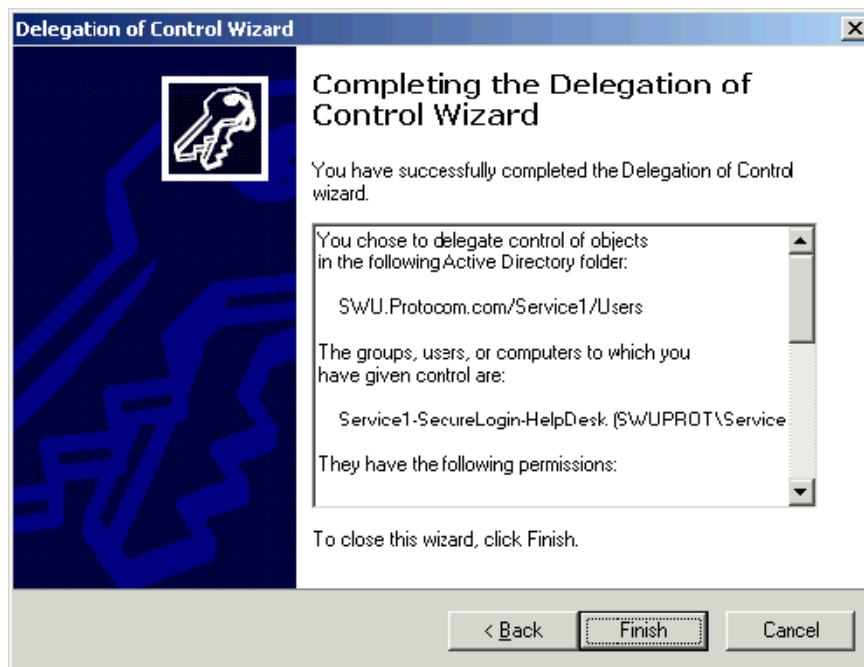 Delegation of Control Wizard
Completing the Delegation of
Control Wizard
You have successfully completed the Delegation of Control
wizard.
You chose to delegate control of objects
in the following Active Directory folder:
SWU.Protocom.com/Service1/Users
The groups, users, or computers to which you
have given control are:
Service1-SecureLogin-HelpDesk (SWUPROT\Service
They have the following permissions:
To close this wizard, click Finish.
< Back
Finish
Cancel